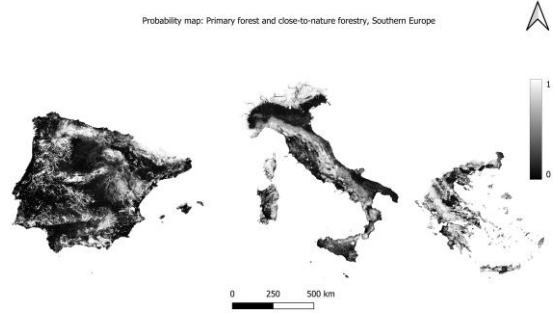 Probability map: Primary forest and close-to-nature forestry, Southern Europe
1
0
0 250 500 km